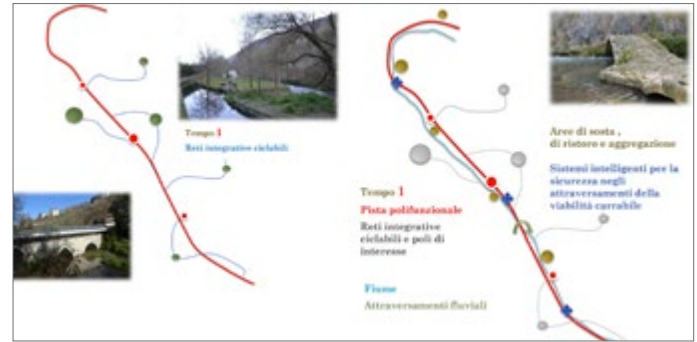 Tempo 1
Reti integrative ciclabili
Tempo 1
Pista polifunzionale
Reti integrative
ciclabili e poli di
interesse
Fiume
Attraversamenti fluviali
Aree di sosta ,
di ristoro e aggregazione
Sistemi intelligenti per la
sicurezza negli
attraversamenti della
viabilità carrabile